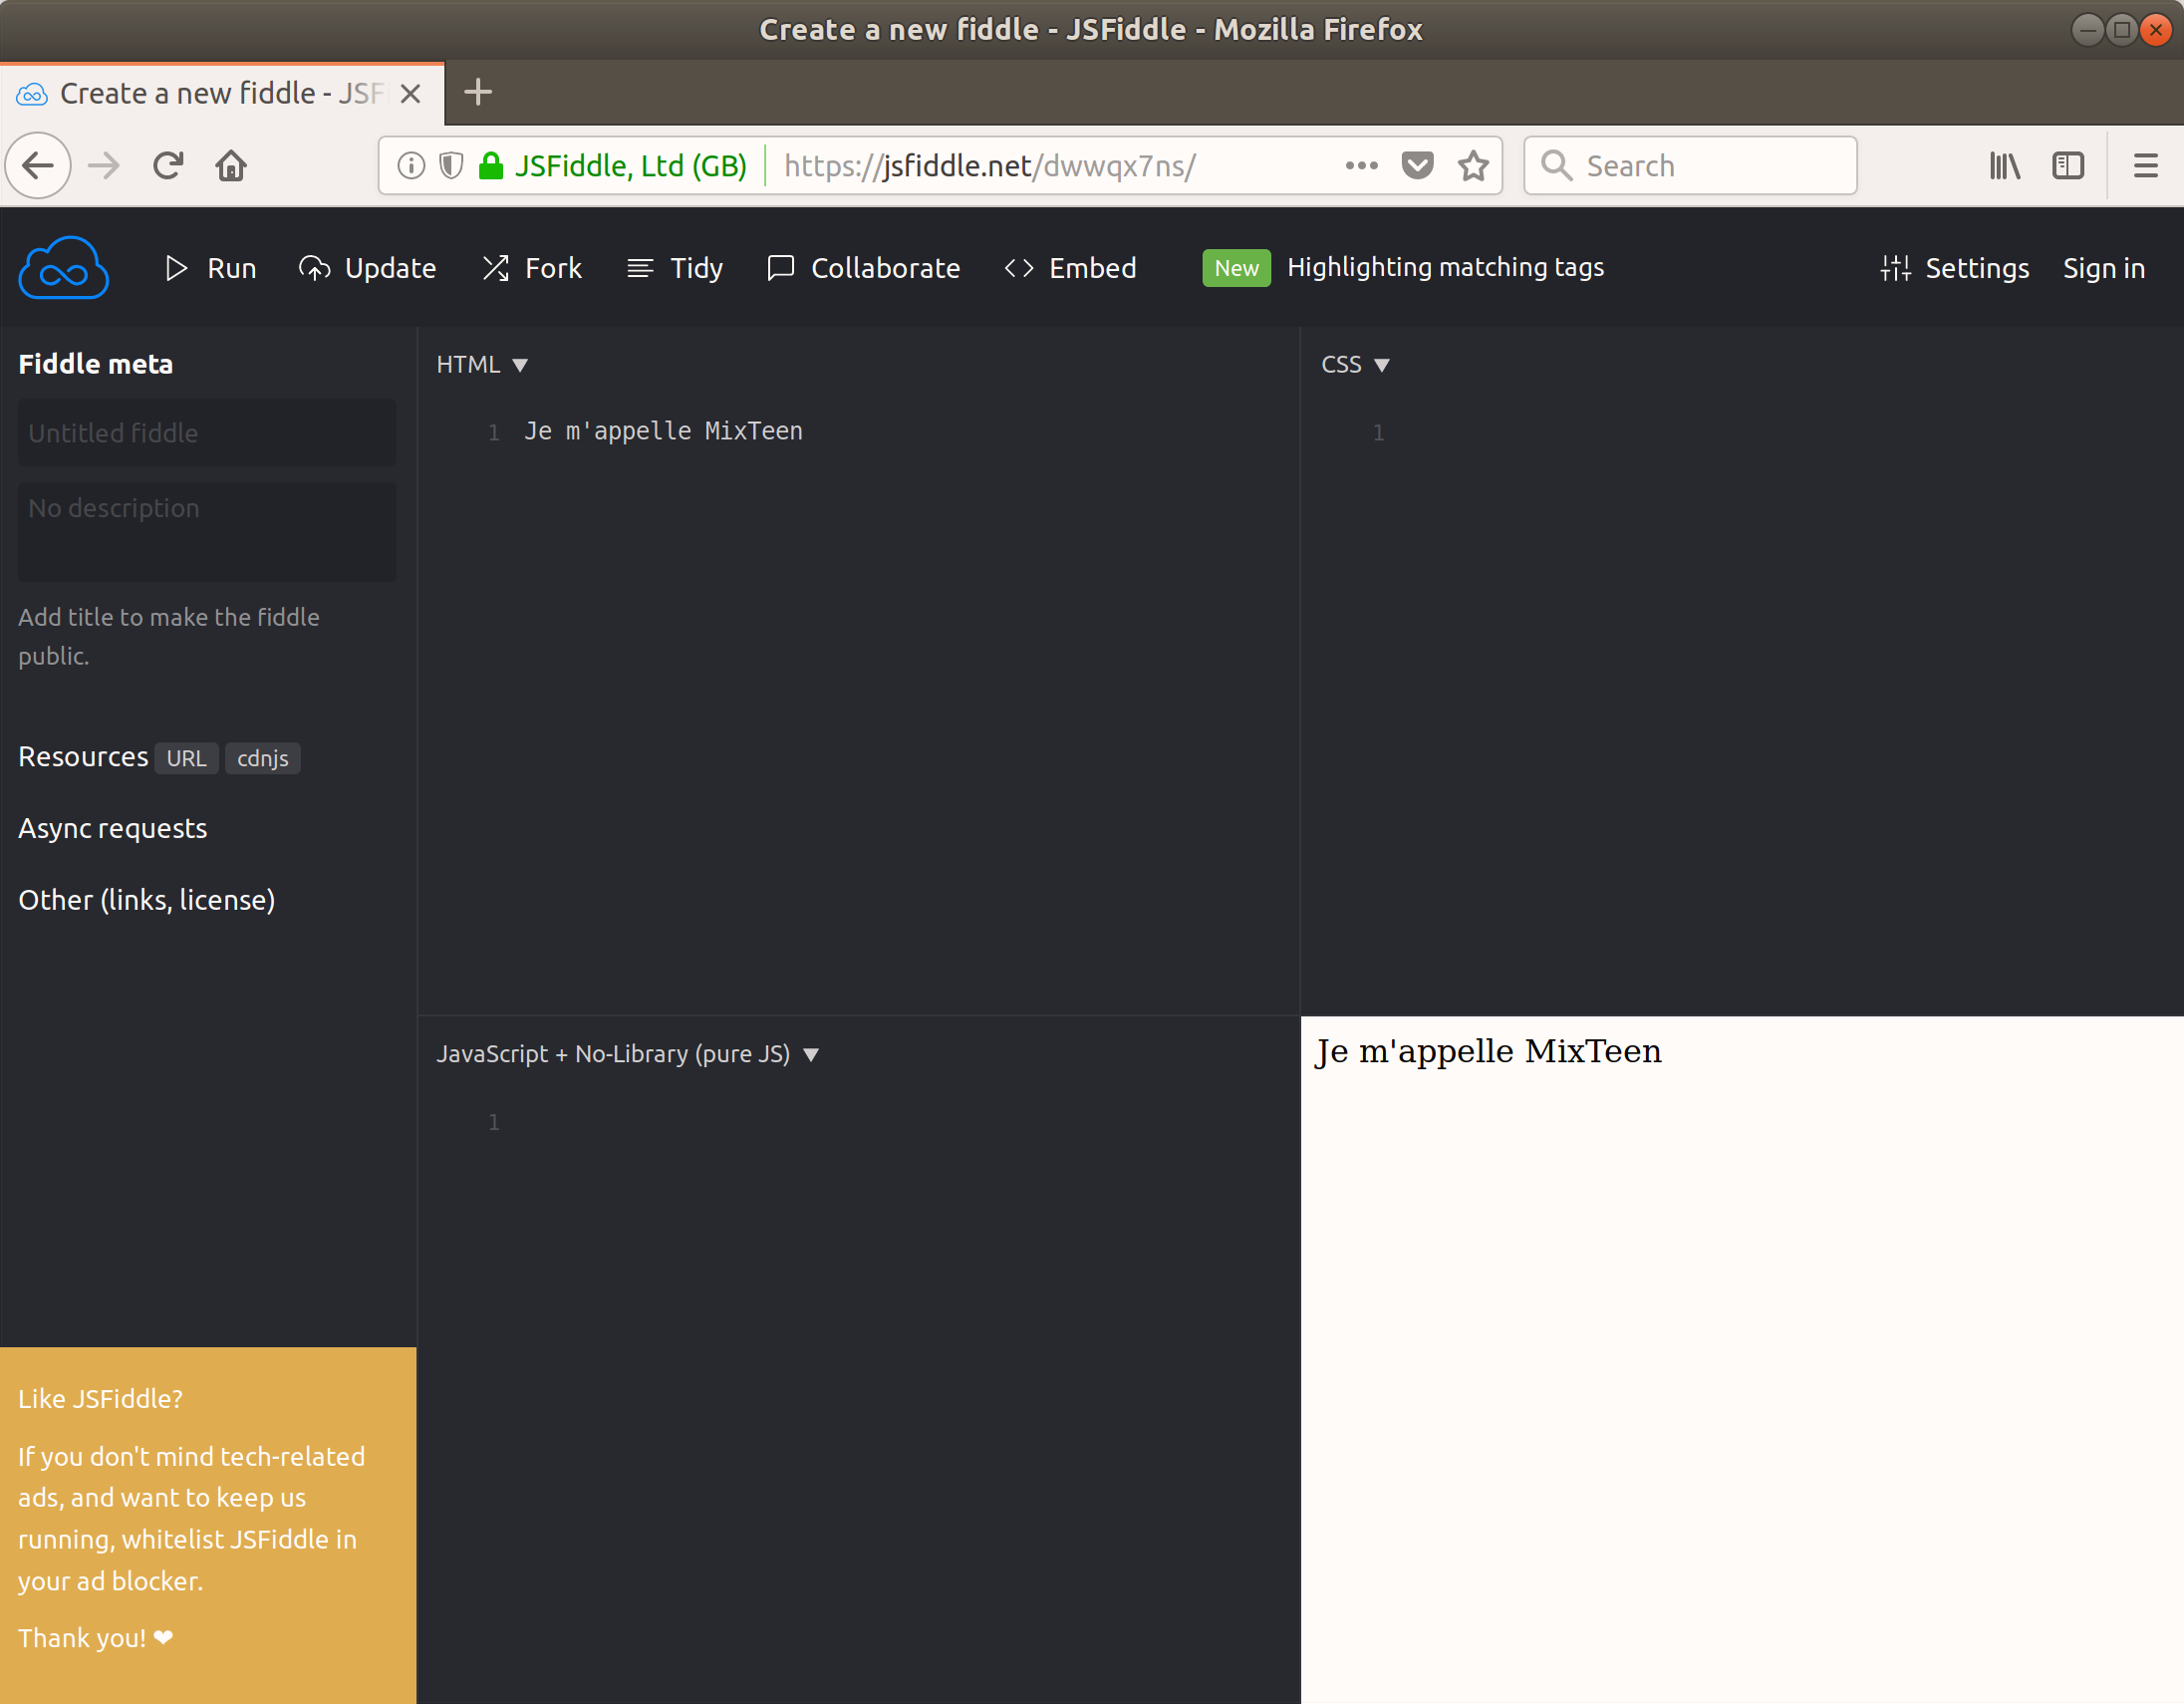 Create a new fiddle - JSFiddle - Mozilla Firefox
Create a new fiddle - JSF
JSFiddle, Ltd (GB) https://jsfiddle.net/dwwqx7ns/ Search
Run Update Fork Tidy Collaborate Embed New Highlighting matching tags Settings Sign in
Fiddle meta
Untitled fiddle
No description
Add title to make the fiddle
public.
Resources URL cdnjs
Async requests
Other (links, license)
Like JSFiddle?
If you don't mind tech-related
ads, and want to keep us
running, whitelist JSFiddle in
your ad blocker.
Thank you! ❤
HTML ▼
1 Je m'appelle MixTeen
CSS ▼
1
JavaScript + No-Library (pure JS) ▼
1
Je m'appelle MixTeen